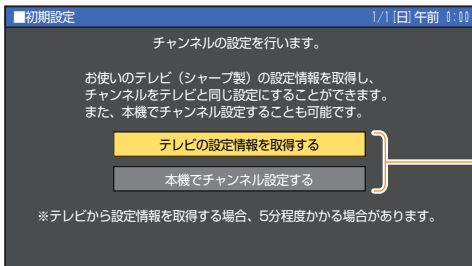 ■初期設定 1/1[日]午前 0:00
チャンネルの設定を行います。
お使いのテレビ（シャープ製）の設定情報を取得し、
チャンネルをテレビと同じ設定にすることができます。
また、本機でチャンネル設定することも可能です。
テレビの設定情報を取得する
本機でチャンネル設定する
※テレビから設定情報を取得する場合、5分程度かかる場合があります。